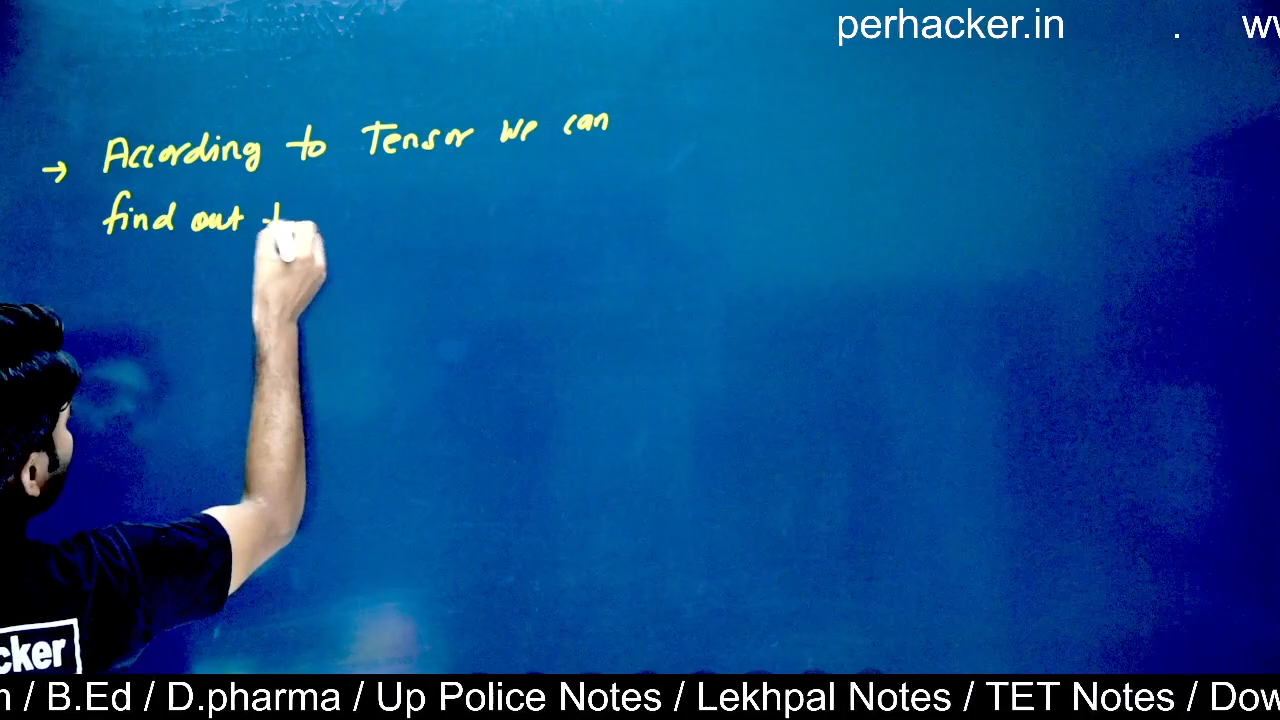 perhacker.in . ww
→ According to Tensor we can
find out t
cker
n / B.Ed / D.pharma / Up Police Notes / Lekhpal Notes / TET Notes / Dow